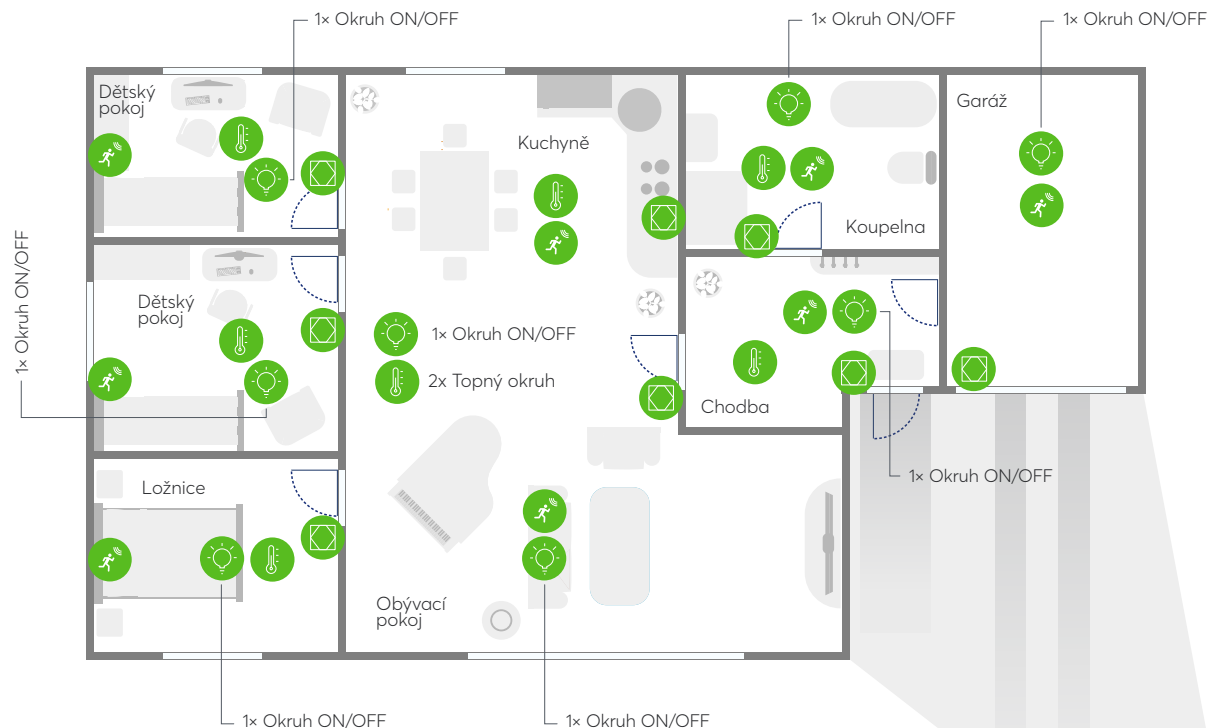 1× Okruh ON/OFF
1× Okruh ON/OFF
1× Okruh ON/OFF
Dětský
pokoj
Garáž
Kuchyně
Koupelna
1× Okruh ON/OFF
Dětský
pokoj
1× Okruh ON/OFF
2x Topný okruh
Chodba
1× Okruh ON/OFF
Ložnice
Obývací
pokoj
1× Okruh ON/OFF
1× Okruh ON/OFF